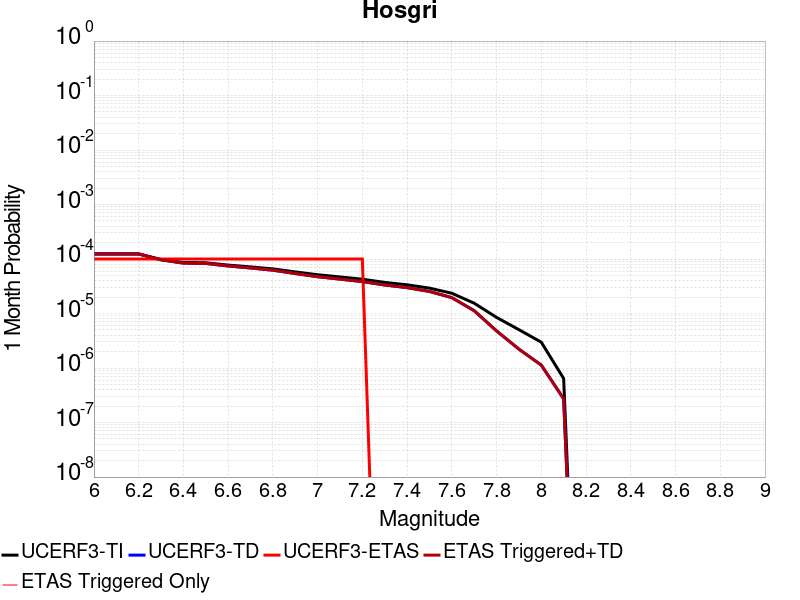 Hosgri
10^0
10^-1
10^-2
10^-3
10^-4
10^-5
10^-6
10^-7
10^-8
1 Month Probability
6 6.2 6.4 6.6 6.8 7 7.2 7.4 7.6 7.8 8 8.2 8.4 8.6 8.8 9
Magnitude
UCERF3-TI UCERF3-TD UCERF3-ETAS ETAS Triggered+TD
ETAS Triggered Only